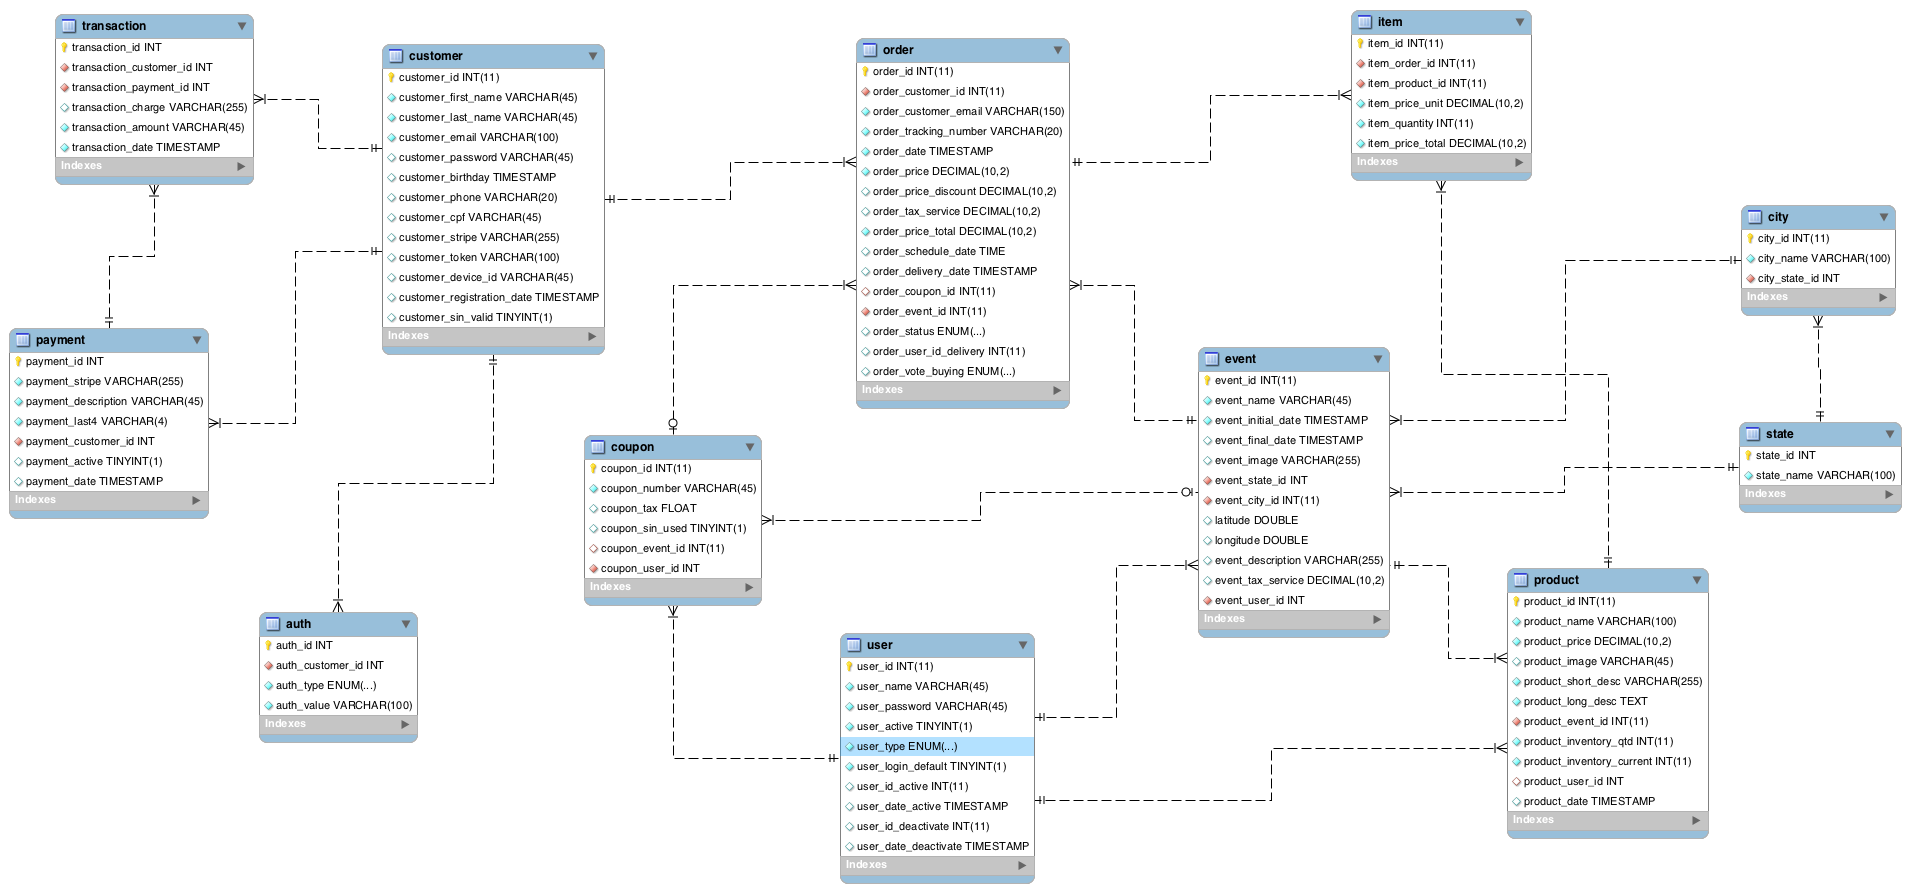 transaction
transaction_id INT
transaction_customer_id INT
transaction_payment_id INT
transaction_charge VARCHAR(255)
transaction_amount VARCHAR(45)
transaction_date TIMESTAMP
Indexes
customer
customer_id INT(11)
customer_first_name VARCHAR(45)
customer_last_name VARCHAR(45)
customer_email VARCHAR(100)
customer_password VARCHAR(45)
customer_birthday TIMESTAMP
customer_phone VARCHAR(20)
customer_cpf VARCHAR(45)
customer_stripe VARCHAR(255)
customer_token VARCHAR(100)
customer_device_id VARCHAR(45)
customer_registration_date TIMESTAMP
customer_sin_valid TINYINT(1)
Indexes
order
order_id INT(11)
order_customer_id INT(11)
order_customer_email VARCHAR(150)
order_tracking_number VARCHAR(20)
order_date TIMESTAMP
order_price DECIMAL(10,2)
order_price_discount DECIMAL(10,2)
order_tax_service DECIMAL(10,2)
order_price_total DECIMAL(10,2)
order_schedule_date TIME
order_delivery_date TIMESTAMP
order_coupon_id INT(11)
order_event_id INT(11)
order_status ENUM(...)
order_user_id_delivery INT(11)
order_vote_buying ENUM(...)
Indexes
item
item_id INT(11)
item_order_id INT(11)
item_product_id INT(11)
item_price_unit DECIMAL(10,2)
item_quantity INT(11)
item_price_total DECIMAL(10,2)
Indexes
city
city_id INT(11)
city_name VARCHAR(100)
city_state_id INT
Indexes
payment
payment_id INT
payment_stripe VARCHAR(255)
payment_description VARCHAR(45)
payment_last4 VARCHAR(4)
payment_customer_id INT
payment_active TINYINT(1)
payment_date TIMESTAMP
Indexes
event
event_id INT(11)
event_name VARCHAR(45)
event_initial_date TIMESTAMP
event_final_date TIMESTAMP
event_image VARCHAR(255)
event_state_id INT
event_city_id INT(11)
latitude DOUBLE
longitude DOUBLE
event_description VARCHAR(255)
event_tax_service DECIMAL(10,2)
event_user_id INT
Indexes
state
state_id INT
state_name VARCHAR(100)
Indexes
coupon
coupon_id INT(11)
coupon_number VARCHAR(45)
coupon_tax FLOAT
coupon_sin_used TINYINT(1)
coupon_event_id INT(11)
coupon_user_id INT
Indexes
product
product_id INT(11)
product_name VARCHAR(100)
product_price DECIMAL(10,2)
product_image VARCHAR(45)
product_short_desc VARCHAR(255)
product_long_desc TEXT
product_event_id INT(11)
product_inventory_qtd INT(11)
product_inventory_current INT(11)
product_user_id INT
product_date TIMESTAMP
Indexes
auth
auth_id INT
auth_customer_id INT
auth_type ENUM(...)
auth_value VARCHAR(100)
Indexes
user
user_id INT(11)
user_name VARCHAR(45)
user_password VARCHAR(45)
user_active TINYINT(1)
user_type ENUM(...)
user_login_default TINYINT(1)
user_id_active INT(11)
user_date_active TIMESTAMP
user_id_deactivate INT(11)
user_date_deactivate TIMESTAMP
Indexes